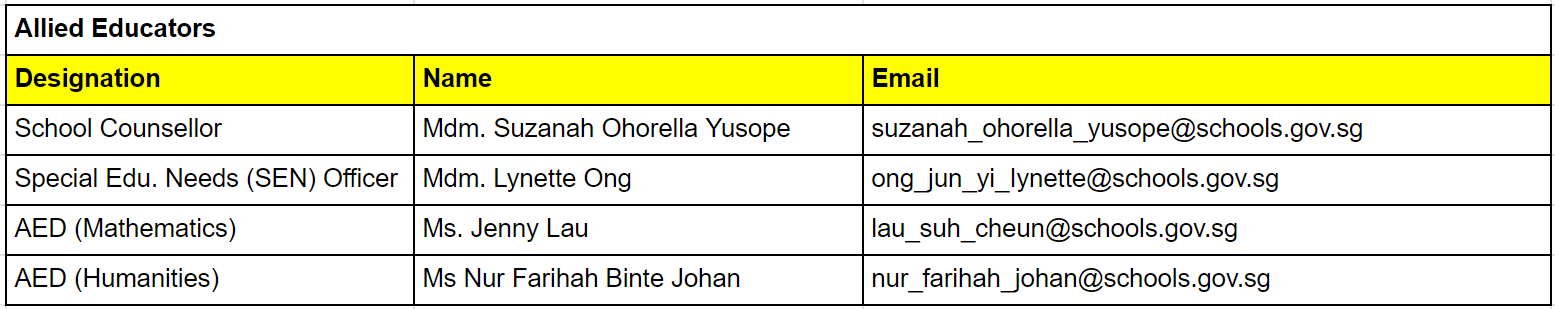 Allied Educators
Designation Name Email
School Counsellor Mdm. Suzanah Ohorella Yusope suzanah_ohorella_yusope@schools.gov.sg
Special Edu. Needs (SEN) Officer Mdm. Lynette Ong ong_jun_yi_lynette@schools.gov.sg
AED (Mathematics) Ms. Jenny Lau lau_suh_cheun@schools.gov.sg
AED (Humanities) Ms Nur Farihah Binte Johan nur_farihah_johan@schools.gov.sg